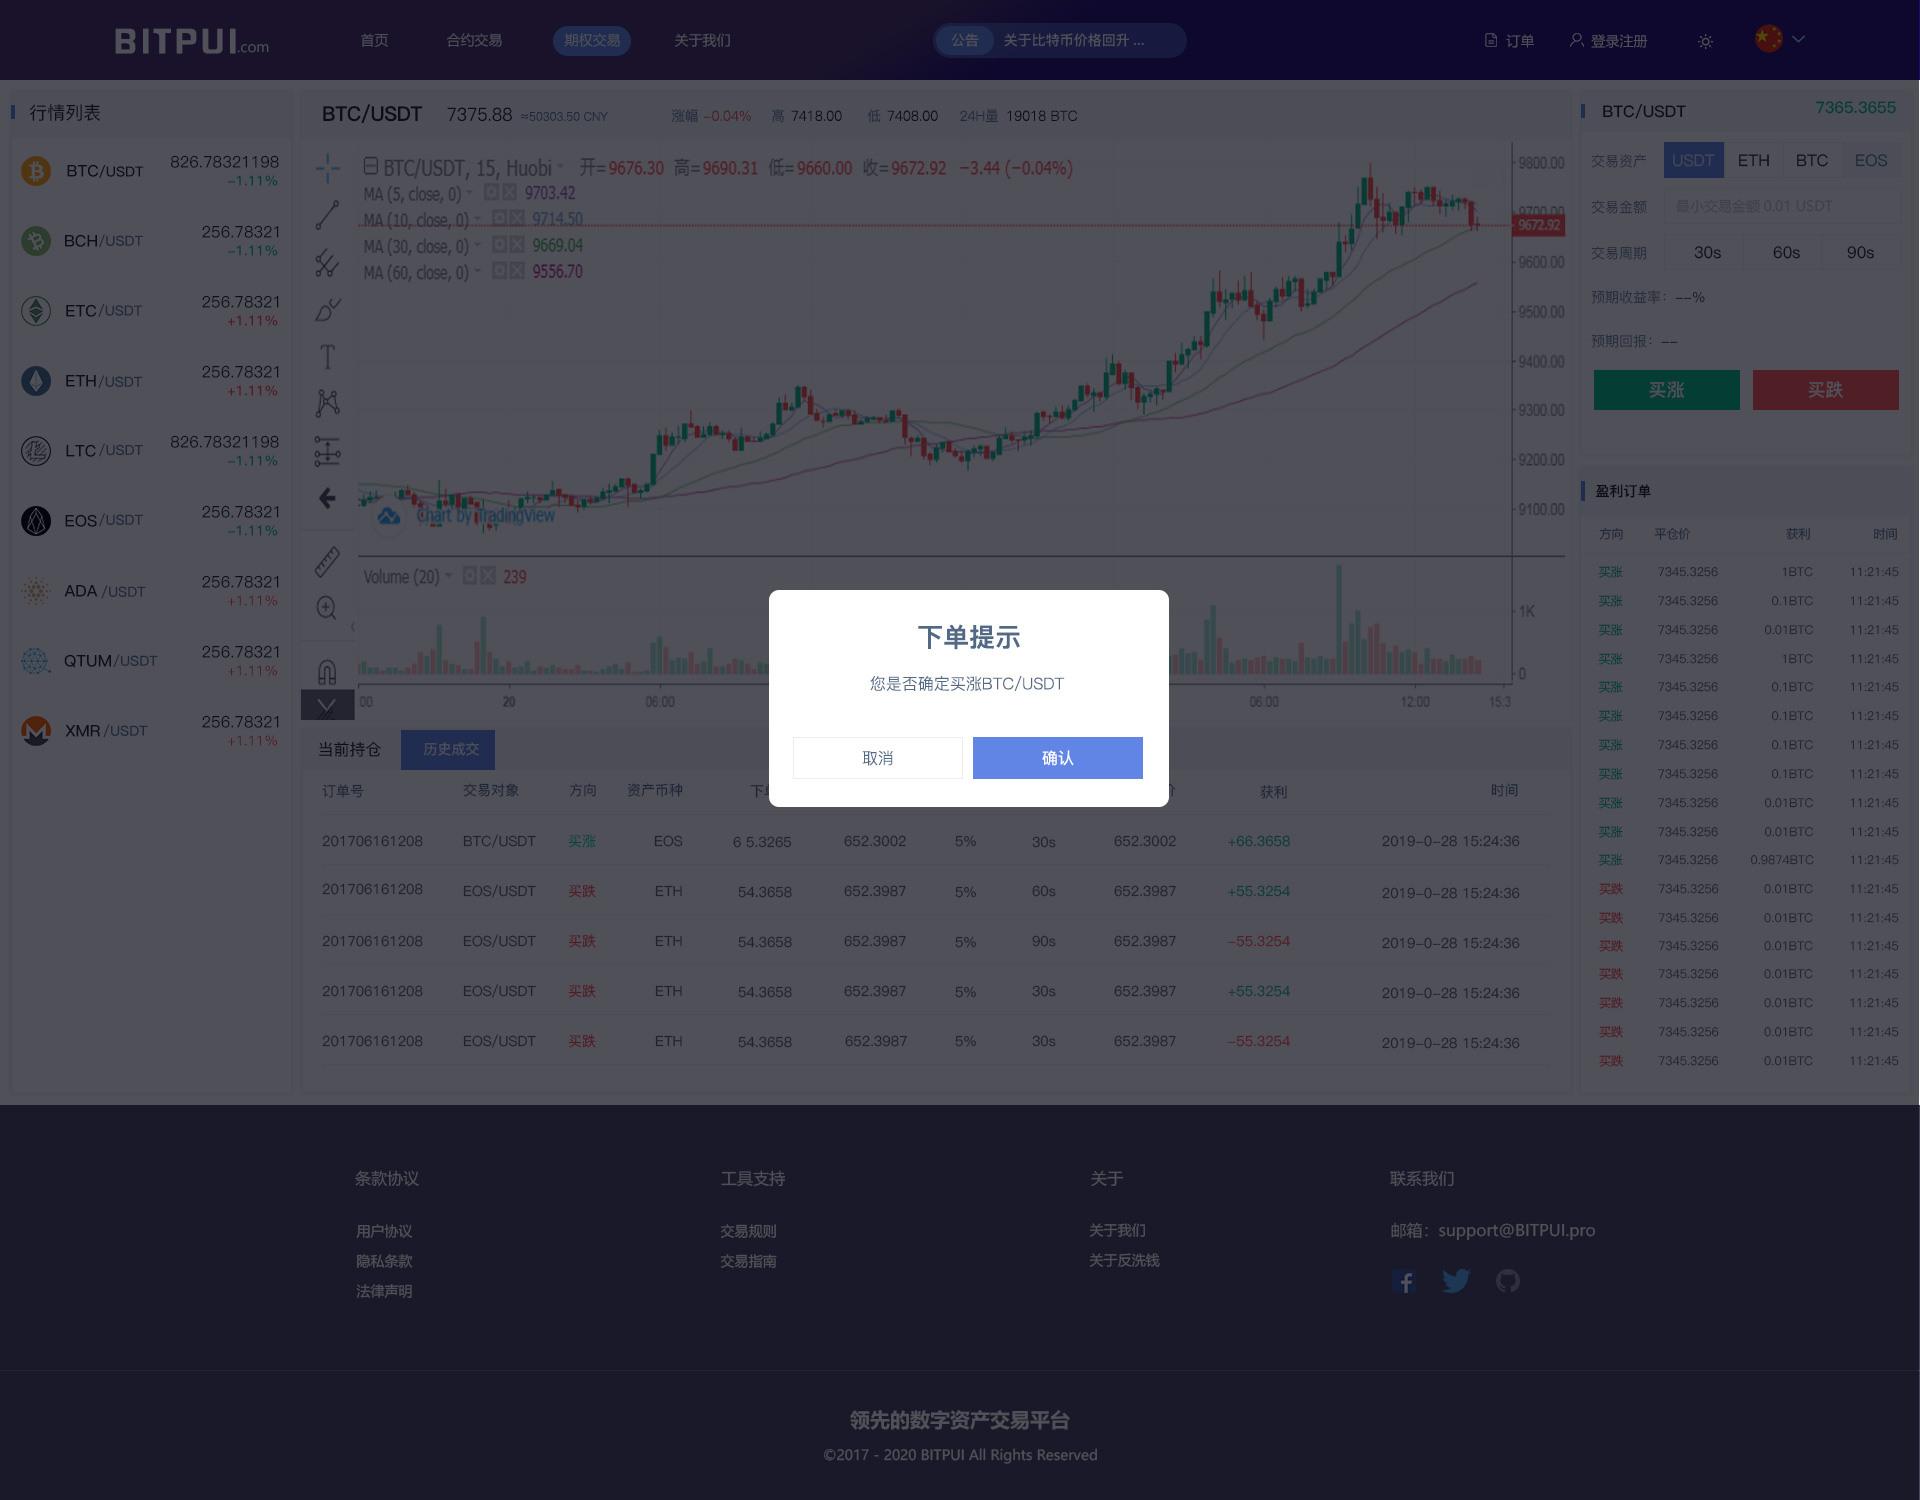 BITPUI.com 首页 合约交易 期权交易 关于我们 公告 关于比特币价格回升 ... 订单 登录注册
行情列表
BTC/USDT 826.78321198
-1.11%
BCH/USDT 256.78321
-1.11%
ETC/USDT 256.78321
+1.11%
ETH/USDT 256.78321
+1.11%
LTC/USDT 826.78321198
-1.11%
EOS/USDT 256.78321
-1.11%
ADA/USDT 256.78321
+1.11%
QTUM/USDT 256.78321
+1.11%
XMR/USDT 256.78321
+1.11%
BTC/USDT 7375.88 ≈50303.50 CNY 涨幅 -0.04% 高 7418.00 低 7408.00 24H量 19018 BTC
BTC/USDT, 15, Huobi 开=9676.30 高=9690.31 低=9660.00 收=9672.92 -3.44 (-0.04%)
MA (5, close, 0) 9703.42
MA (10, close, 0) 9714.50
MA (30, close, 0) 9669.04
MA (60, close, 0) 9556.70
9800.00
9700.00
9672.92
9600.00
9500.00
9400.00
9300.00
9200.00
9100.00
Chart by TradingView
Volume (20) 239
1K
0
:00 20 06:00 06:00 12:00 15:3
下单提示
您是否确定买涨BTC/USDT
取消 确认
当前持仓 历史成交
订单号 交易对象 方向 资产币种 获利 时间
201706161208 BTC/USDT 买涨 EOS 6 5.3265 652.3002 5% 30s 652.3002 +66.3658 2019-0-28 15:24:36
201706161208 EOS/USDT 买跌 ETH 54.3658 652.3987 5% 60s 652.3987 +55.3254 2019-0-28 15:24:36
201706161208 EOS/USDT 买跌 ETH 54.3658 652.3987 5% 90s 652.3987 -55.3254 2019-0-28 15:24:36
201706161208 EOS/USDT 买跌 ETH 54.3658 652.3987 5% 30s 652.3987 +55.3254 2019-0-28 15:24:36
201706161208 EOS/USDT 买跌 ETH 54.3658 652.3987 5% 30s 652.3987 -55.3254 2019-0-28 15:24:36
BTC/USDT 7365.3655
交易资产 USDT ETH BTC EOS
交易金额 最小交易金额 0.01 USDT
交易周期 30s 60s 90s
预期收益率：--%
预期回报：--
买涨 买跌
盈利订单
方向 平仓价 获利 时间
买涨 7345.3256 1BTC 11:21:45
买涨 7345.3256 0.1BTC 11:21:45
买涨 7345.3256 0.01BTC 11:21:45
买涨 7345.3256 1BTC 11:21:45
买涨 7345.3256 0.1BTC 11:21:45
买涨 7345.3256 0.1BTC 11:21:45
买涨 7345.3256 0.1BTC 11:21:45
买涨 7345.3256 0.1BTC 11:21:45
买涨 7345.3256 0.01BTC 11:21:45
买涨 7345.3256 0.01BTC 11:21:45
买涨 7345.3256 0.9874BTC 11:21:45
买跌 7345.3256 0.01BTC 11:21:45
买跌 7345.3256 0.01BTC 11:21:45
买跌 7345.3256 0.01BTC 11:21:45
买跌 7345.3256 0.01BTC 11:21:45
买跌 7345.3256 0.01BTC 11:21:45
买跌 7345.3256 0.01BTC 11:21:45
买跌 7345.3256 0.01BTC 11:21:45
条款协议 工具支持 关于 联系我们
用户协议 交易规则 关于我们 邮箱：support@BITPUI.pro
隐私条款 交易指南 关于反洗钱
法律声明
领先的数字资产交易平台
©2017 - 2020 BITPUI All Rights Reserved